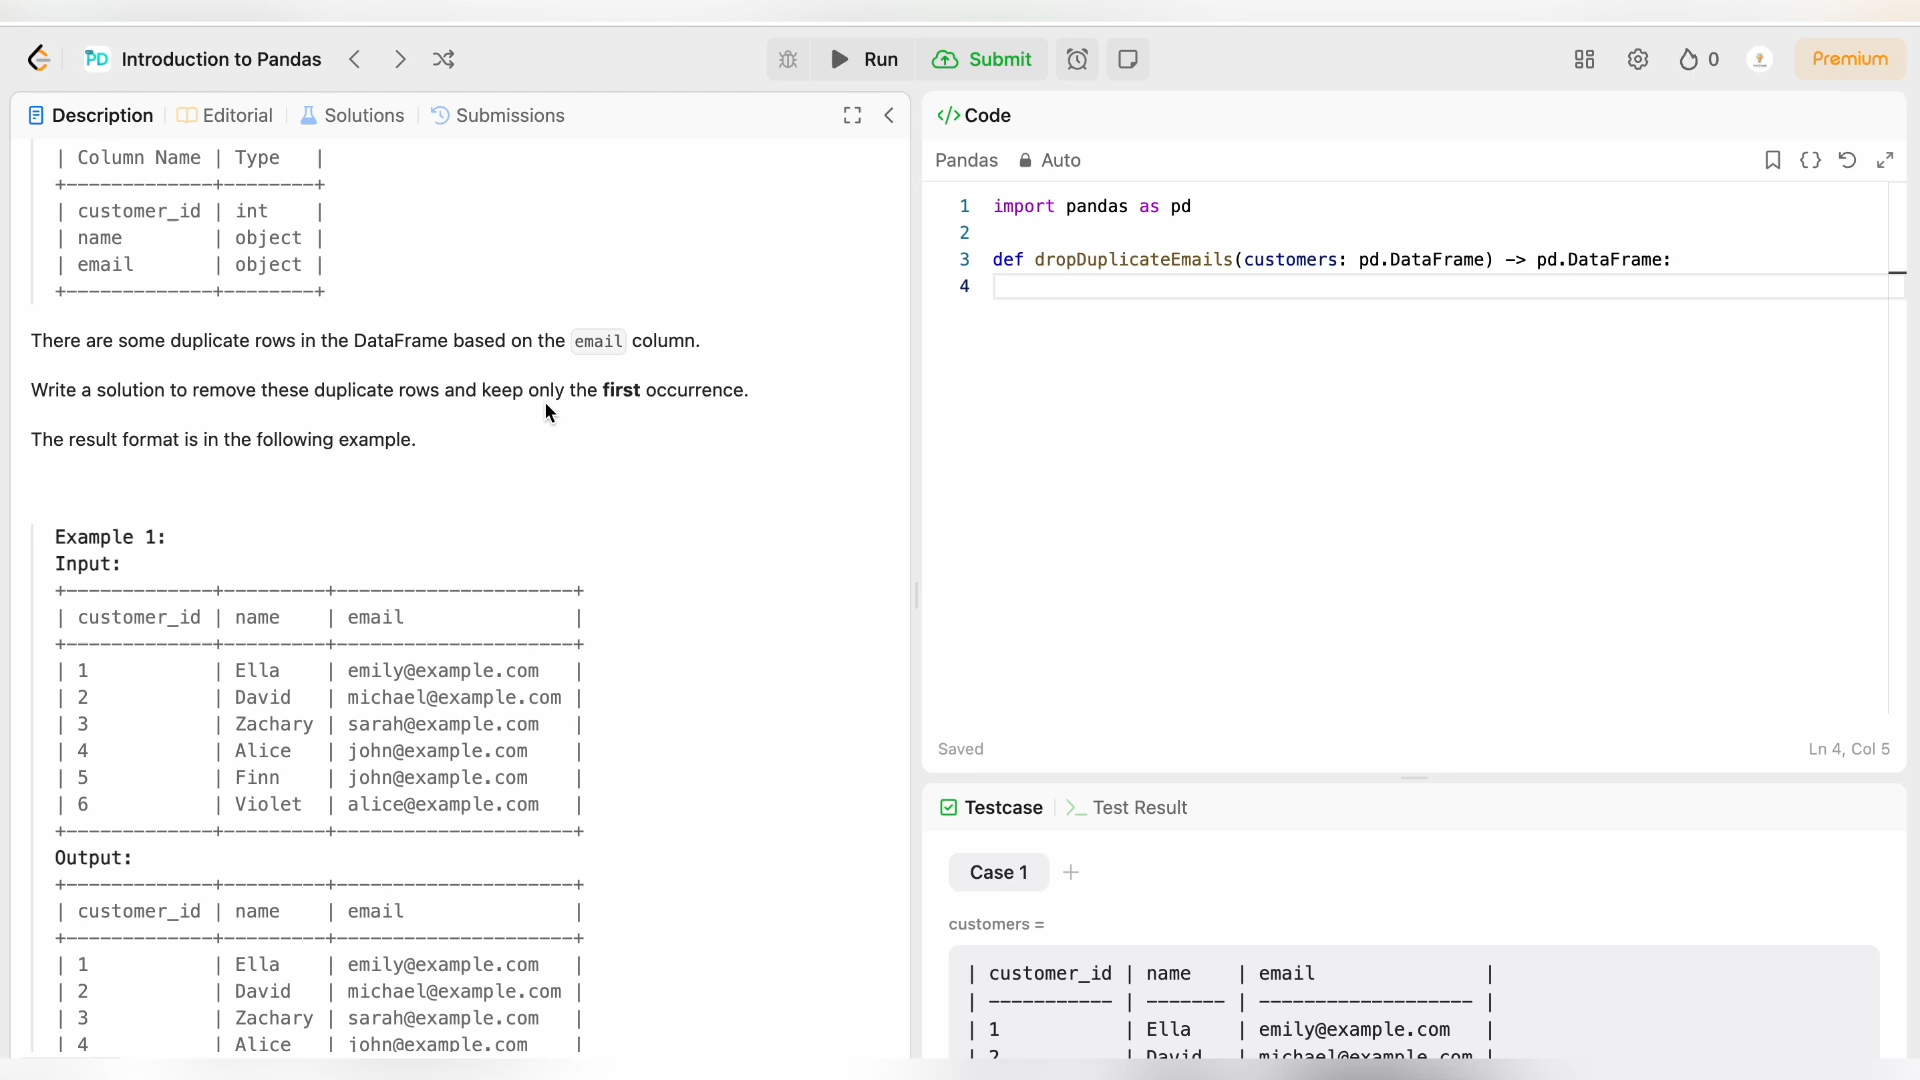 PD Introduction to Pandas
Run
Submit
0
Premium
Description
Editorial
Solutions
Submissions
| Column Name | Type   |
+-------------+--------+
| customer_id | int    |
| name        | object |
| email       | object |
+-------------+--------+
There are some duplicate rows in the DataFrame based on the email column.
Write a solution to remove these duplicate rows and keep only the first occurrence.
The result format is in the following example.
Example 1:
Input:
+-------------+---------+---------------------+
| customer_id | name    | email               |
+-------------+---------+---------------------+
| 1           | Ella    | emily@example.com   |
| 2           | David   | michael@example.com |
| 3           | Zachary | sarah@example.com   |
| 4           | Alice   | john@example.com    |
| 5           | Finn    | john@example.com    |
| 6           | Violet  | alice@example.com   |
+-------------+---------+---------------------+
Output:
+-------------+---------+---------------------+
| customer_id | name    | email               |
+-------------+---------+---------------------+
| 1           | Ella    | emily@example.com   |
| 2           | David   | michael@example.com |
| 3           | Zachary | sarah@example.com   |
| 4           | Alice   | john@example.com
</> Code
Pandas
Auto
{}
1 import pandas as pd
2
3 def dropDuplicateEmails(customers: pd.DataFrame) -> pd.DataFrame:
4
Saved
Ln 4, Col 5
Testcase
>_ Test Result
Case 1 +
customers =
| customer_id | name    | email               |
| ----------- | ------- | ------------------- |
| 1           | Ella    | emily@example.com   |
| 2           | David   | michael@example.com |